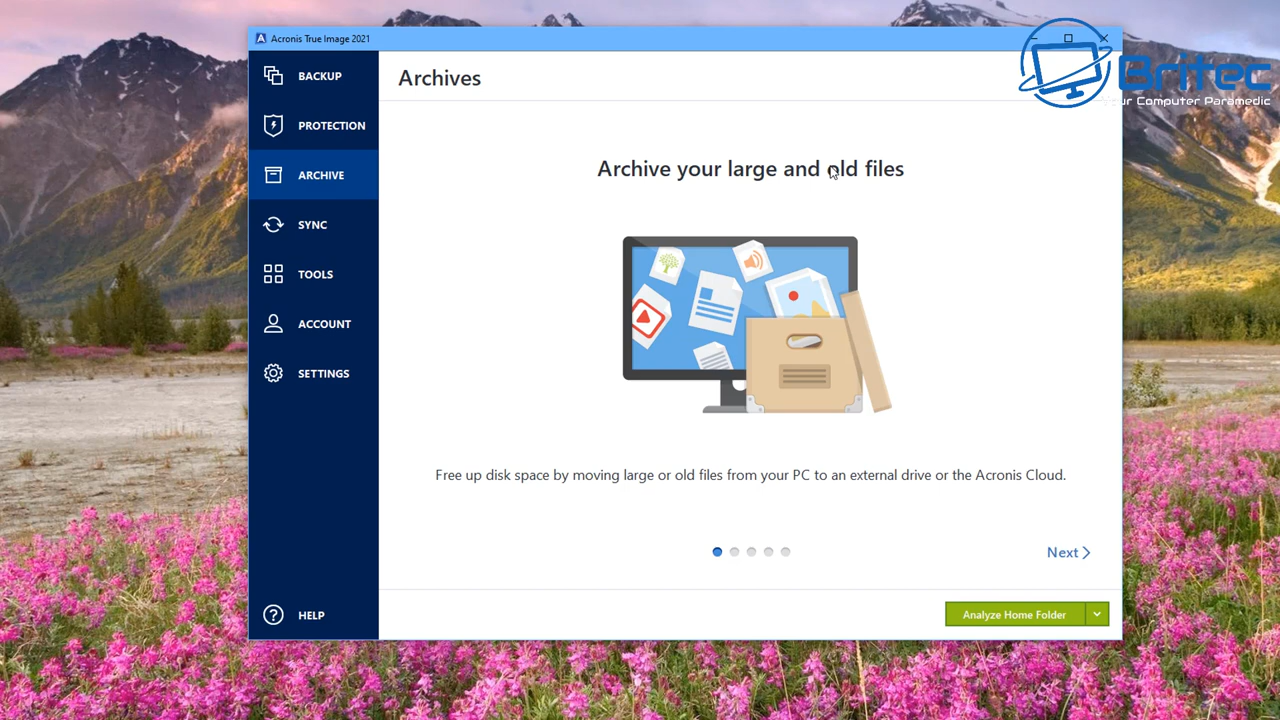 Acronis True Image 2021
Britec
Your Computer Paramedic
BACKUP
PROTECTION
ARCHIVE
SYNC
TOOLS
ACCOUNT
SETTINGS
HELP
Archives
Archive your large and old files
Free up disk space by moving large or old files from your PC to an external drive or the Acronis Cloud.
Next
Analyze Home Folder